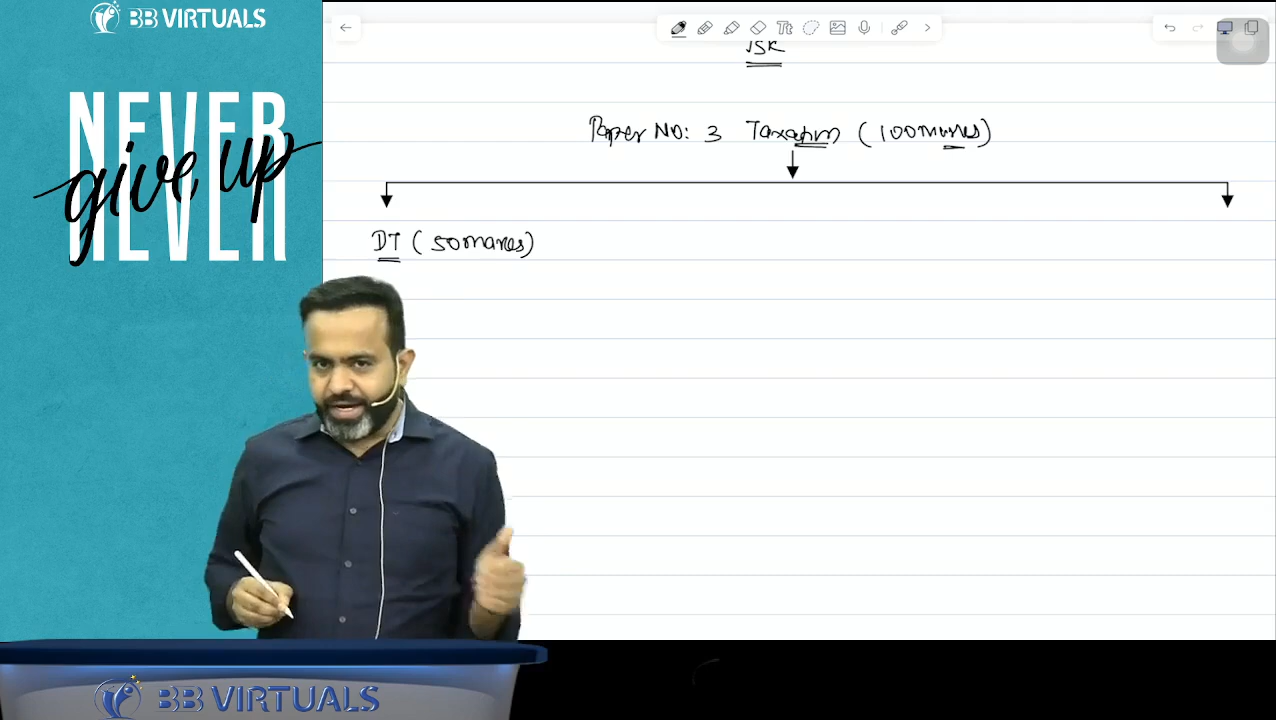 BB VIRTUALS
NEVER
give up
NEVER
JSK
Paper No: 3 Taxation (100 marks)
DT (50 marks)
BB VIRTUALS